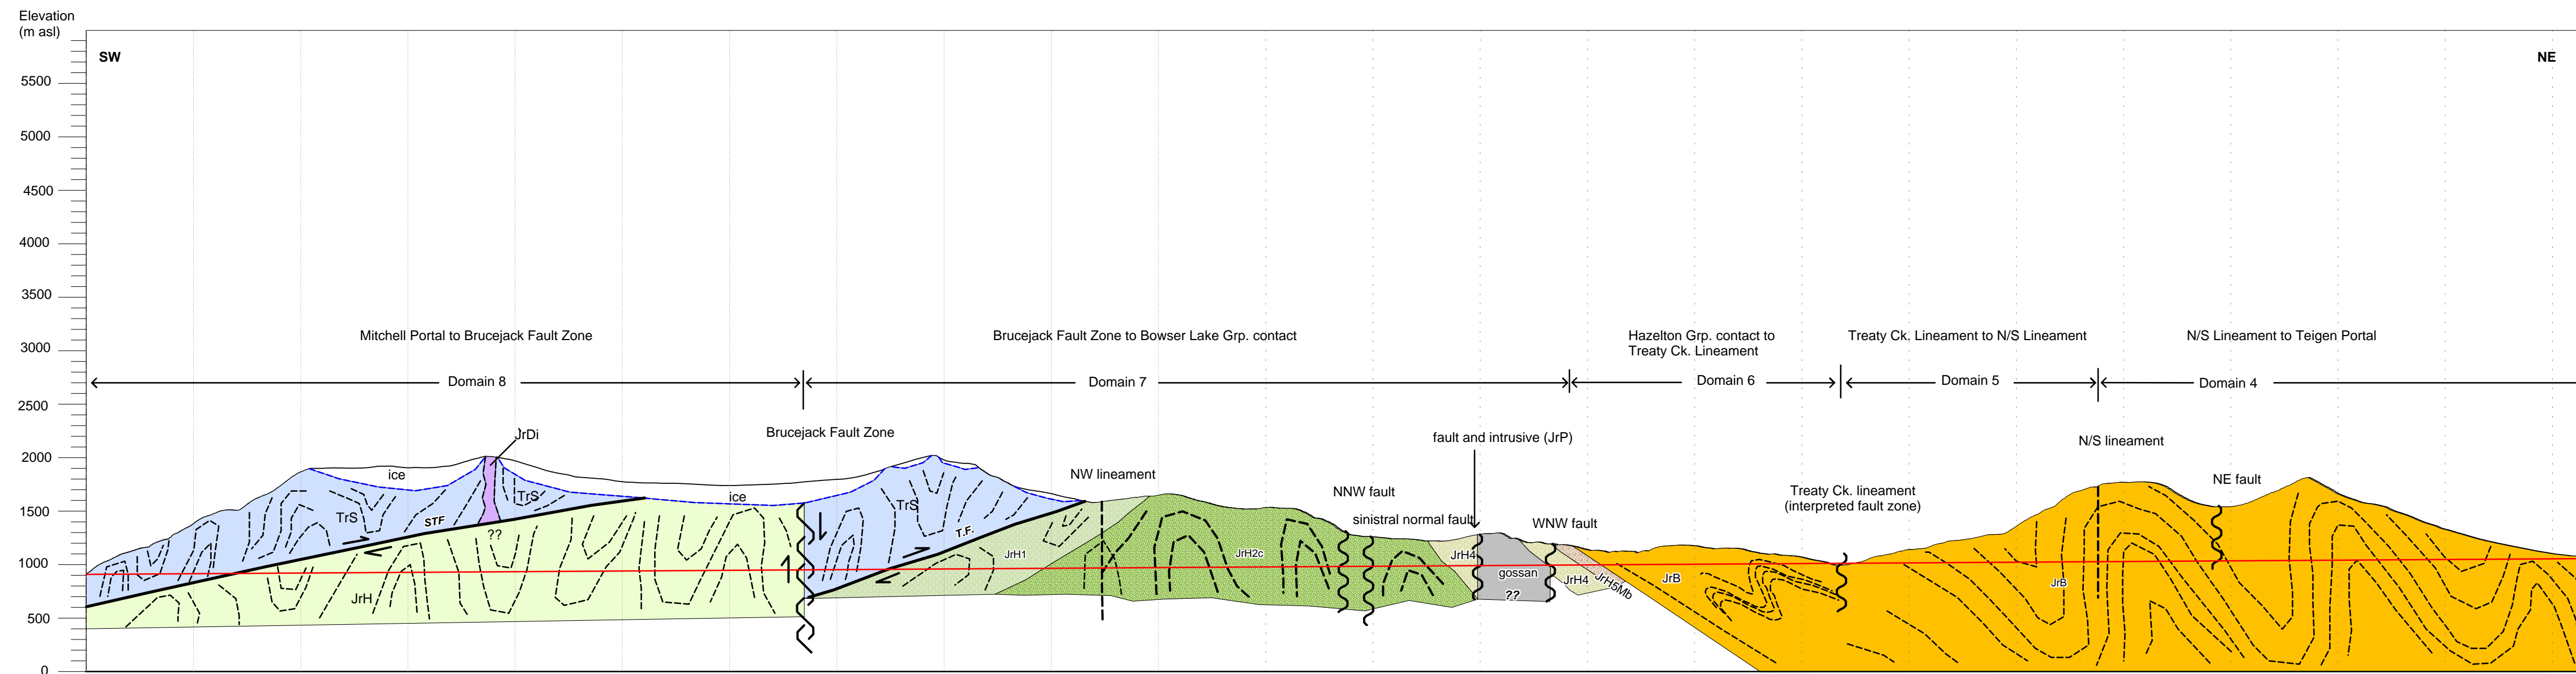 Elevation
(m asl)
SW
NE
5500
5000
4500
4000
3500
3000
2500
2000
1500
1000
500
0
Mitchell Portal to Brucejack Fault Zone
Brucejack Fault Zone to Bowser Lake Grp. contact
Hazelton Grp. contact to
Treaty Ck. Lineament
Treaty Ck. Lineament to N/S Lineament
N/S Lineament to Teigen Portal
Domain 8
Domain 7
Domain 6
Domain 5
Domain 4
Brucejack Fault Zone
JrDi
fault and intrusive (JrP)
N/S lineament
NW lineament
NE fault
NNW fault
Treaty Ck. lineament
(interpreted fault zone)
sinistral normal fault
WNW fault
ice
ice
TrS
TrS
TrS
STF
??
T.F.
JrH1
JrH2c
JrH4
gossan
??
JrH4
JrH5Mb
JrB
JrB
JrH